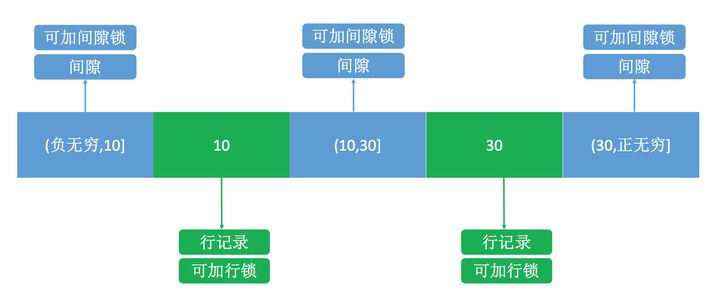 可加间隙锁
间隙
可加间隙锁
间隙
可加间隙锁
间隙
(负无穷,10]
10
(10,30]
30
(30,正无穷]
行记录
可加行锁
行记录
可加行锁